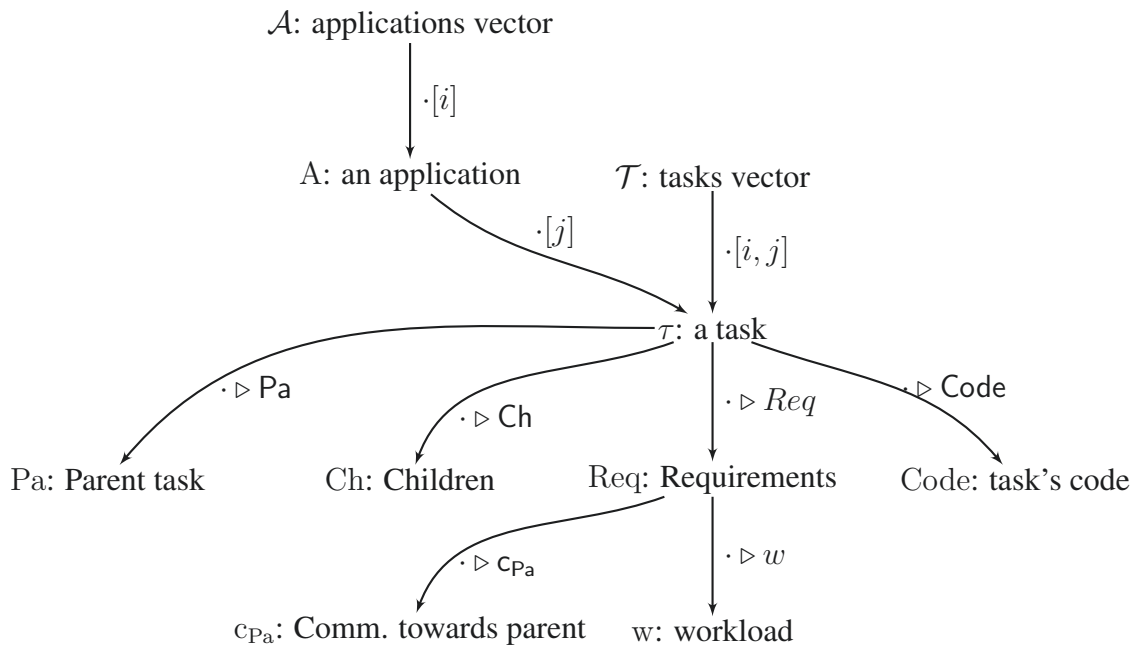 𝒜: applications vector
·[i]
A: an application
𝒯: tasks vector
·[j]
·[i, j]
τ: a task
· ▷ Pa
· ▷ Ch
· ▷ Req
· ▷ Code
Pa: Parent task
Ch: Children
Req: Requirements
Code: task's code
· ▷ c_Pa
· ▷ w
c_Pa: Comm. towards parent
w: workload